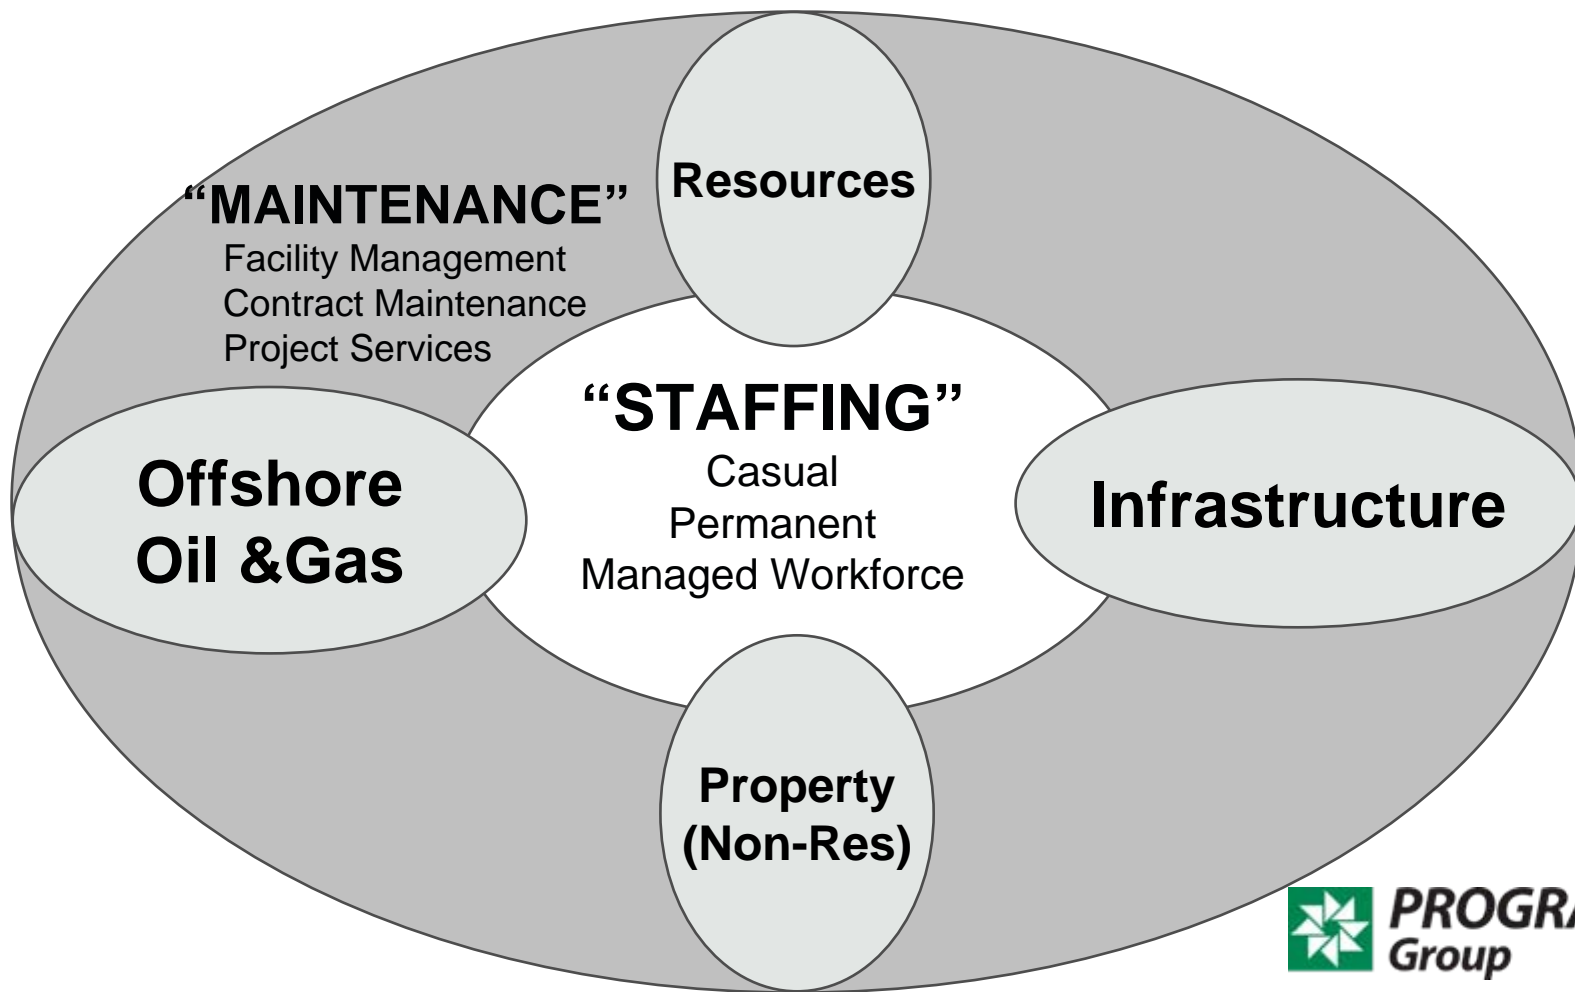 Resources
“MAINTENANCE”
Facility Management
Contract Maintenance
Project Services
“STAFFING”
Casual
Permanent
Managed Workforce
Offshore
Oil &Gas
Infrastructure
Property
(Non-Res)
Group